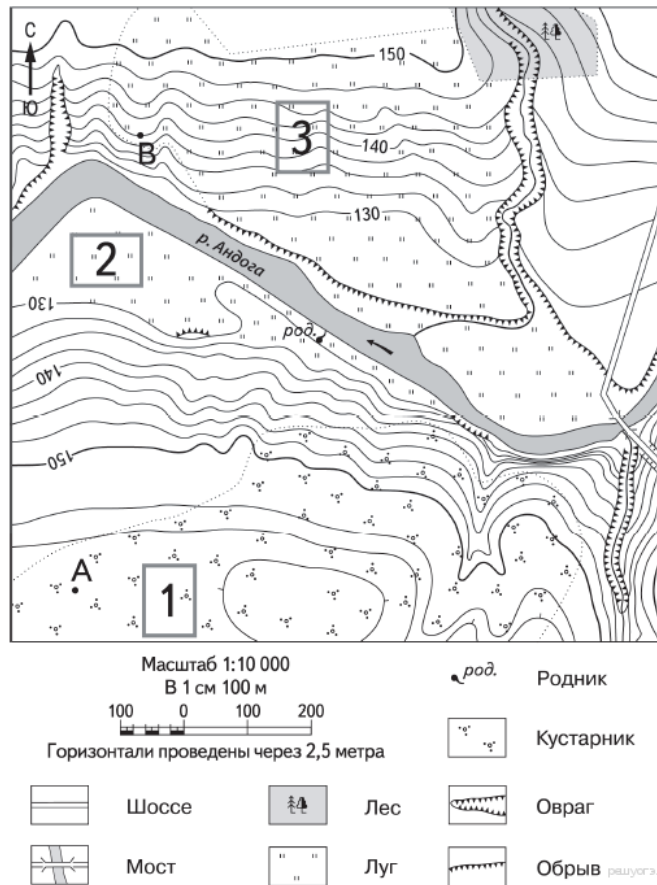 С
Ю
150
3
В
140
130
р. Андога
2
130
род.
140
150
А
1
Масштаб 1:10 000
В 1 см 100 м
100 0 100 200
Горизонтали проведены через 2,5 метра
род. Родник
Кустарник
Шоссе
Лес
Овраг
Мост
Луг
Обрыв
решуогэ.